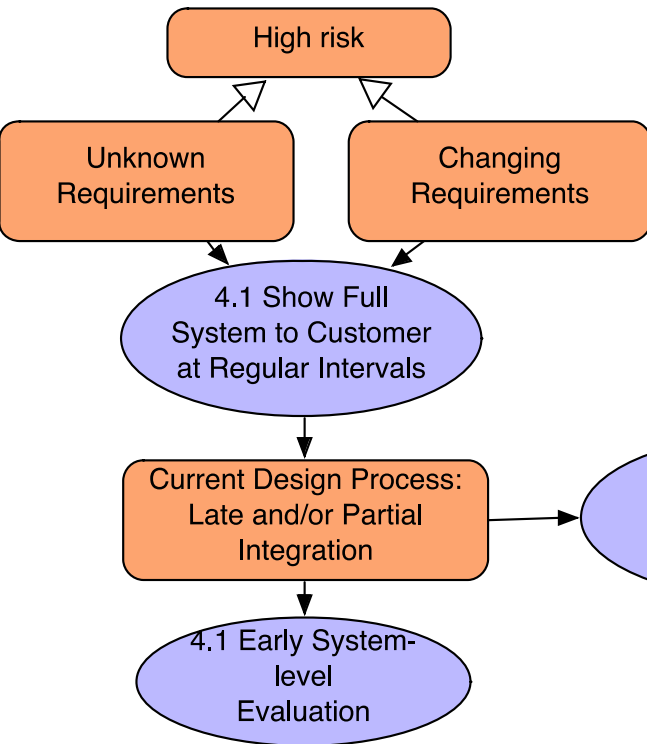 High risk
Unknown
Requirements
Changing
Requirements
4.1 Show Full
System to Customer
at Regular Intervals
Current Design Process:
Late and/or Partial
Integration
4.1 Early System-
level
Evaluation